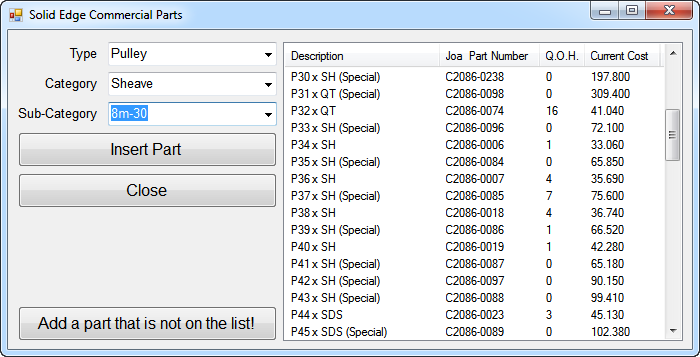 Solid Edge Commercial Parts
Type Pulley
Category Sheave
Sub-Category 8m-30
Insert Part
Close
Add a part that is not on the list!
Description Joa Part Number Q.O.H. Current Cost
P30 x SH (Special) C2086-0238 0 197.800
P31 x QT (Special) C2086-0098 0 309.400
P32 x QT C2086-0074 16 41.040
P33 x SH (Special) C2086-0096 0 72.100
P34 x SH C2086-0006 1 33.060
P35 x SH (Special) C2086-0084 0 65.850
P36 x SH C2086-0007 4 35.690
P37 x SH (Special) C2086-0085 7 75.600
P38 x SH C2086-0018 4 36.740
P39 x SH (Special) C2086-0086 1 66.520
P40 x SH C2086-0019 1 42.280
P41 x SH (Special) C2086-0087 0 65.180
P42 x SH (Special) C2086-0097 0 90.150
P43 x SH (Special) C2086-0088 0 99.410
P44 x SDS C2086-0023 3 45.130
P45 x SDS (Special) C2086-0089 0 102.380